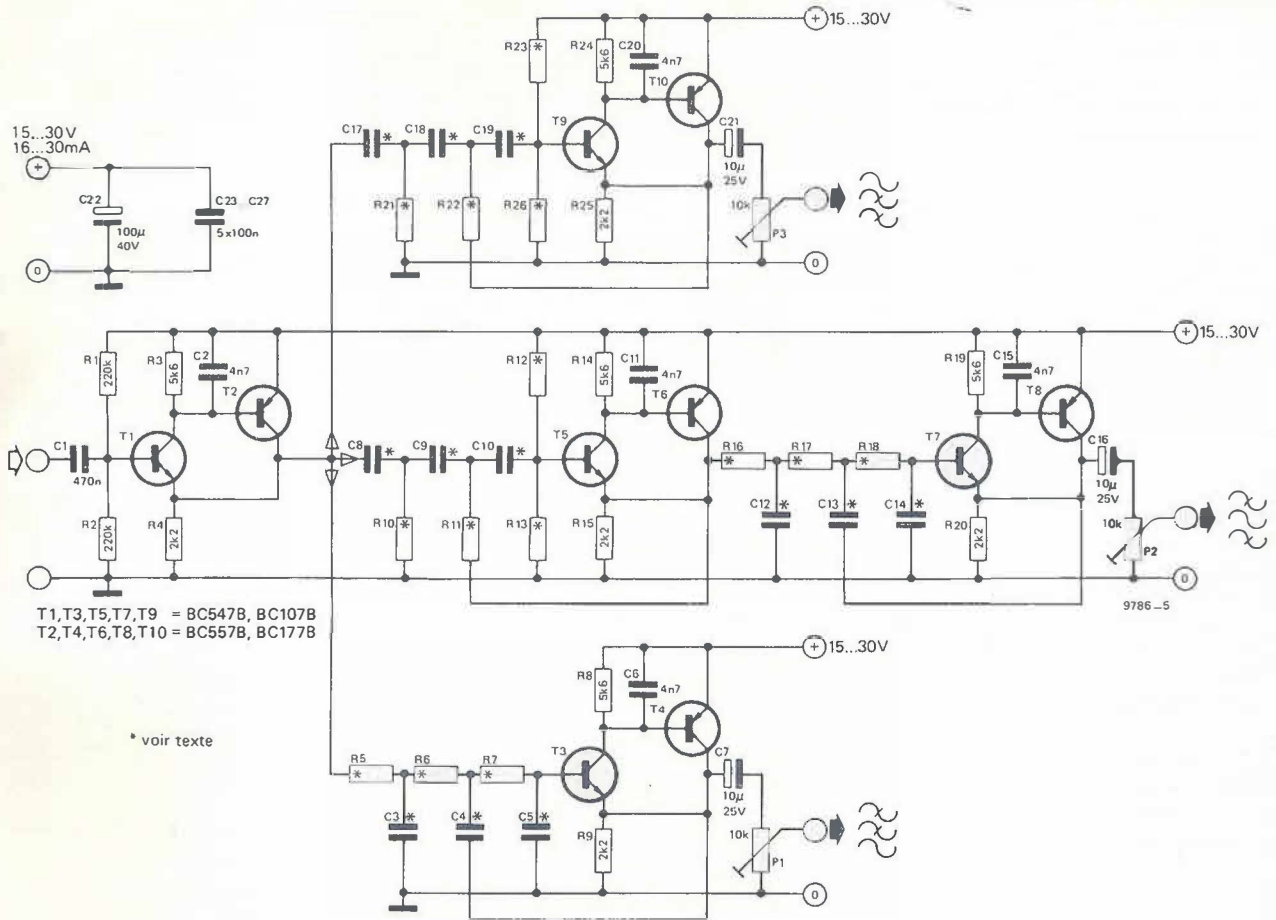 15...30V
R23 *
R24 5k6
C20 4n7
T10
C17 *
C18 *
C19 *
T9
C21 10µ 25V
R21 *
R22 *
R26 *
R25 2k2
10k P3
0
15...30V
16...30mA
+
C22 100µ 40V
C23 C27
5x100n
0
+ 15...30V
R1 220k
R3 5k6
C2 4n7
T2
R12 *
R14 5k6
C11 4n7
T6
R19 5k6
C15 4n7
T8
C1 470n
T1
C8 *
C9 *
C10 *
T5
R16 *
R17 *
R18 *
T7
C16 10µ 25V
R2 220k
R4 2k2
R10 *
R11 *
R13 *
R15 2k2
C12 *
C13 *
C14 *
R20 2k2
10k P2
0
9786-5
T1,T3,T5,T7,T9 = BC547B, BC107B
T2,T4,T6,T8,T10 = BC557B, BC177B
+ 15...30V
R8 5k6
C6 4n7
T4
* voir texte
R5 *
R6 *
R7 *
T3
C7 10µ 25V
C3 *
C4 *
C5 *
R9 2k2
10k P1
0